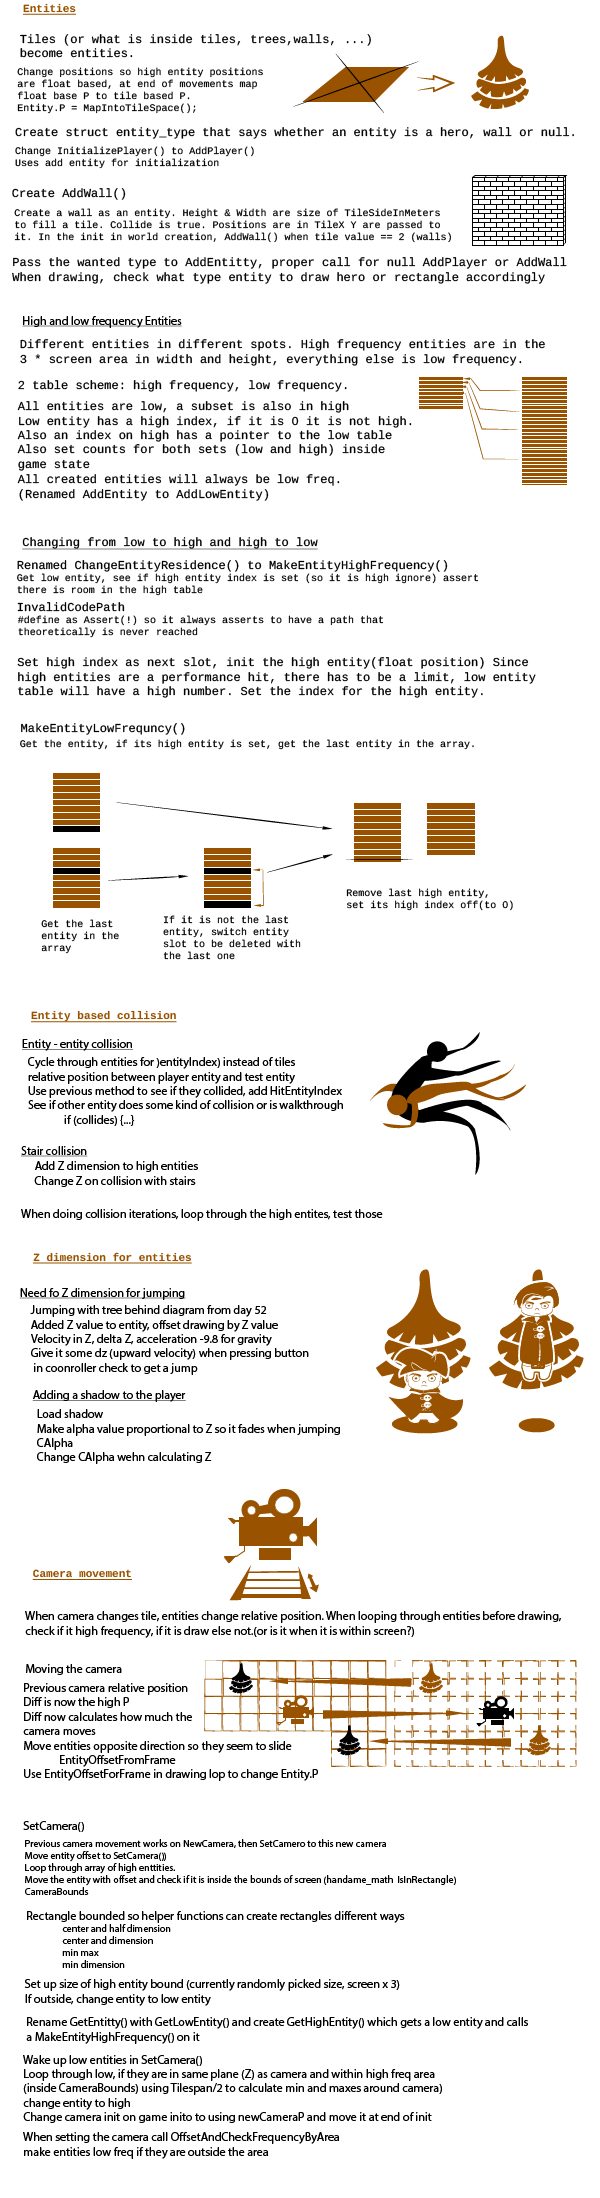 Entities
Tiles (or what is inside tiles, trees,walls, ...)
become entities.
Change positions so high entity positions
are float based, at end of movements map
float base P to tile based P.
Entity.P = MapIntoTileSpace();
Create struct entity_type that says whether an entity is a hero, wall or null.
Change InitializePlayer() to AddPlayer()
Uses add entity for initialization
Create AddWall()
Create a wall as an entity. Height & Width are size of TileSideInMeters
to fill a tile. Collide is true. Positions are in TileX Y are passed to
it. In the init in world creation, AddWall() when tile value == 2 (walls)
Pass the wanted type to AddEntitty, proper call for null AddPlayer or AddWall
When drawing, check what type entity to draw hero or rectangle accordingly
High and low frequency Entities
Different entities in different spots. High frequency entities are in the
3 * screen area in width and height, everything else is low frequency.
2 table scheme: high frequency, low frequency.
All entities are low, a subset is also in high
Low entity has a high index, if it is 0 it is not high.
Also an index on high has a pointer to the low table
Also set counts for both sets (low and high) inside
game state
All created entities will always be low freq.
(Renamed AddEntity to AddLowEntity)
Changing from low to high and high to low
Renamed ChangeEntityResidence() to MakeEntityHighFrequency()
Get low entity, see if high entity index is set (so it is high ignore) assert
there is room in the high table
InvalidCodePath
#define as Assert(!) so it always asserts to have a path that
theoretically is never reached
Set high index as next slot, init the high entity(float position) Since
high entities are a performance hit, there has to be a limit, low entity
table will have a high number. Set the index for the high entity.
MakeEntityLowFrequncy()
Get the entity, if its high entity is set, get the last entity in the array.
Get the last
entity in the
array
If it is not the last
entity, switch entity
slot to be deleted with
the last one
Remove last high entity,
set its high index off(to 0)
Entity based collision
Entity - entity collision
Cycle through entities for )entityIndex) instead of tiles
relative position between player entity and test entity
Use previous method to see if they collided, add HitEntityIndex
See if other entity does some kind of collision or is walkthrough
if (collides) {...}
Stair collision
Add Z dimension to high entities
Change Z on collision with stairs
When doing collision iterations, loop through the high entites, test those
Z dimension for entities
Need fo Z dimension for jumping
Jumping with tree behind diagram from day 52
Added Z value to entity, offset drawing by Z value
Velocity in Z, delta Z, acceleration -9.8 for gravity
Give it some dz (upward velocity) when pressing button
in coonroller check to get a jump
Adding a shadow to the player
Load shadow
Make alpha value proportional to Z so it fades when jumping
CAlpha
Change CAlpha wehn calculating Z
Camera movement
When camera changes tile, entities change relative position. When looping through entities before drawing,
check if it high frequency, if it is draw else not.(or is it when it is within screen?)
Moving the camera
Previous camera relative position
Diff is now the high P
Diff now calculates how much the
camera moves
Move entities opposite direction so they seem to slide
EntityOffsetFromFrame
Use EntityOffsetForFrame in drawing lop to change Entity.P
SetCamera()
Previous camera movement works on NewCamera, then SetCamero to this new camera
Move entity offset to SetCamera())
Loop through array of high enttities.
Move the entity with offset and check if it is inside the bounds of screen (handame_math IsInRectangle)
CameraBounds
Rectangle bounded so helper functions can create rectangles different ways
center and half dimension
center and dimension
min max
min dimension
Set up size of high entity bound (currently randomly picked size, screen x 3)
If outside, change entity to low entity
Rename GetEntitty() with GetLowEntity() and create GetHighEntity() which gets a low entity and calls
a MakeEntityHighFrequency() on it
Wake up low entities in SetCamera()
Loop through low, if they are in same plane (Z) as camera and within high freq area
(inside CameraBounds) using Tilespan/2 to calculate min and maxes around camera)
change entity to high
Change camera init on game inito to using newCameraP and move it at end of init
When setting the camera call OffsetAndCheckFrequencyByArea
make entities low freq if they are outside the area